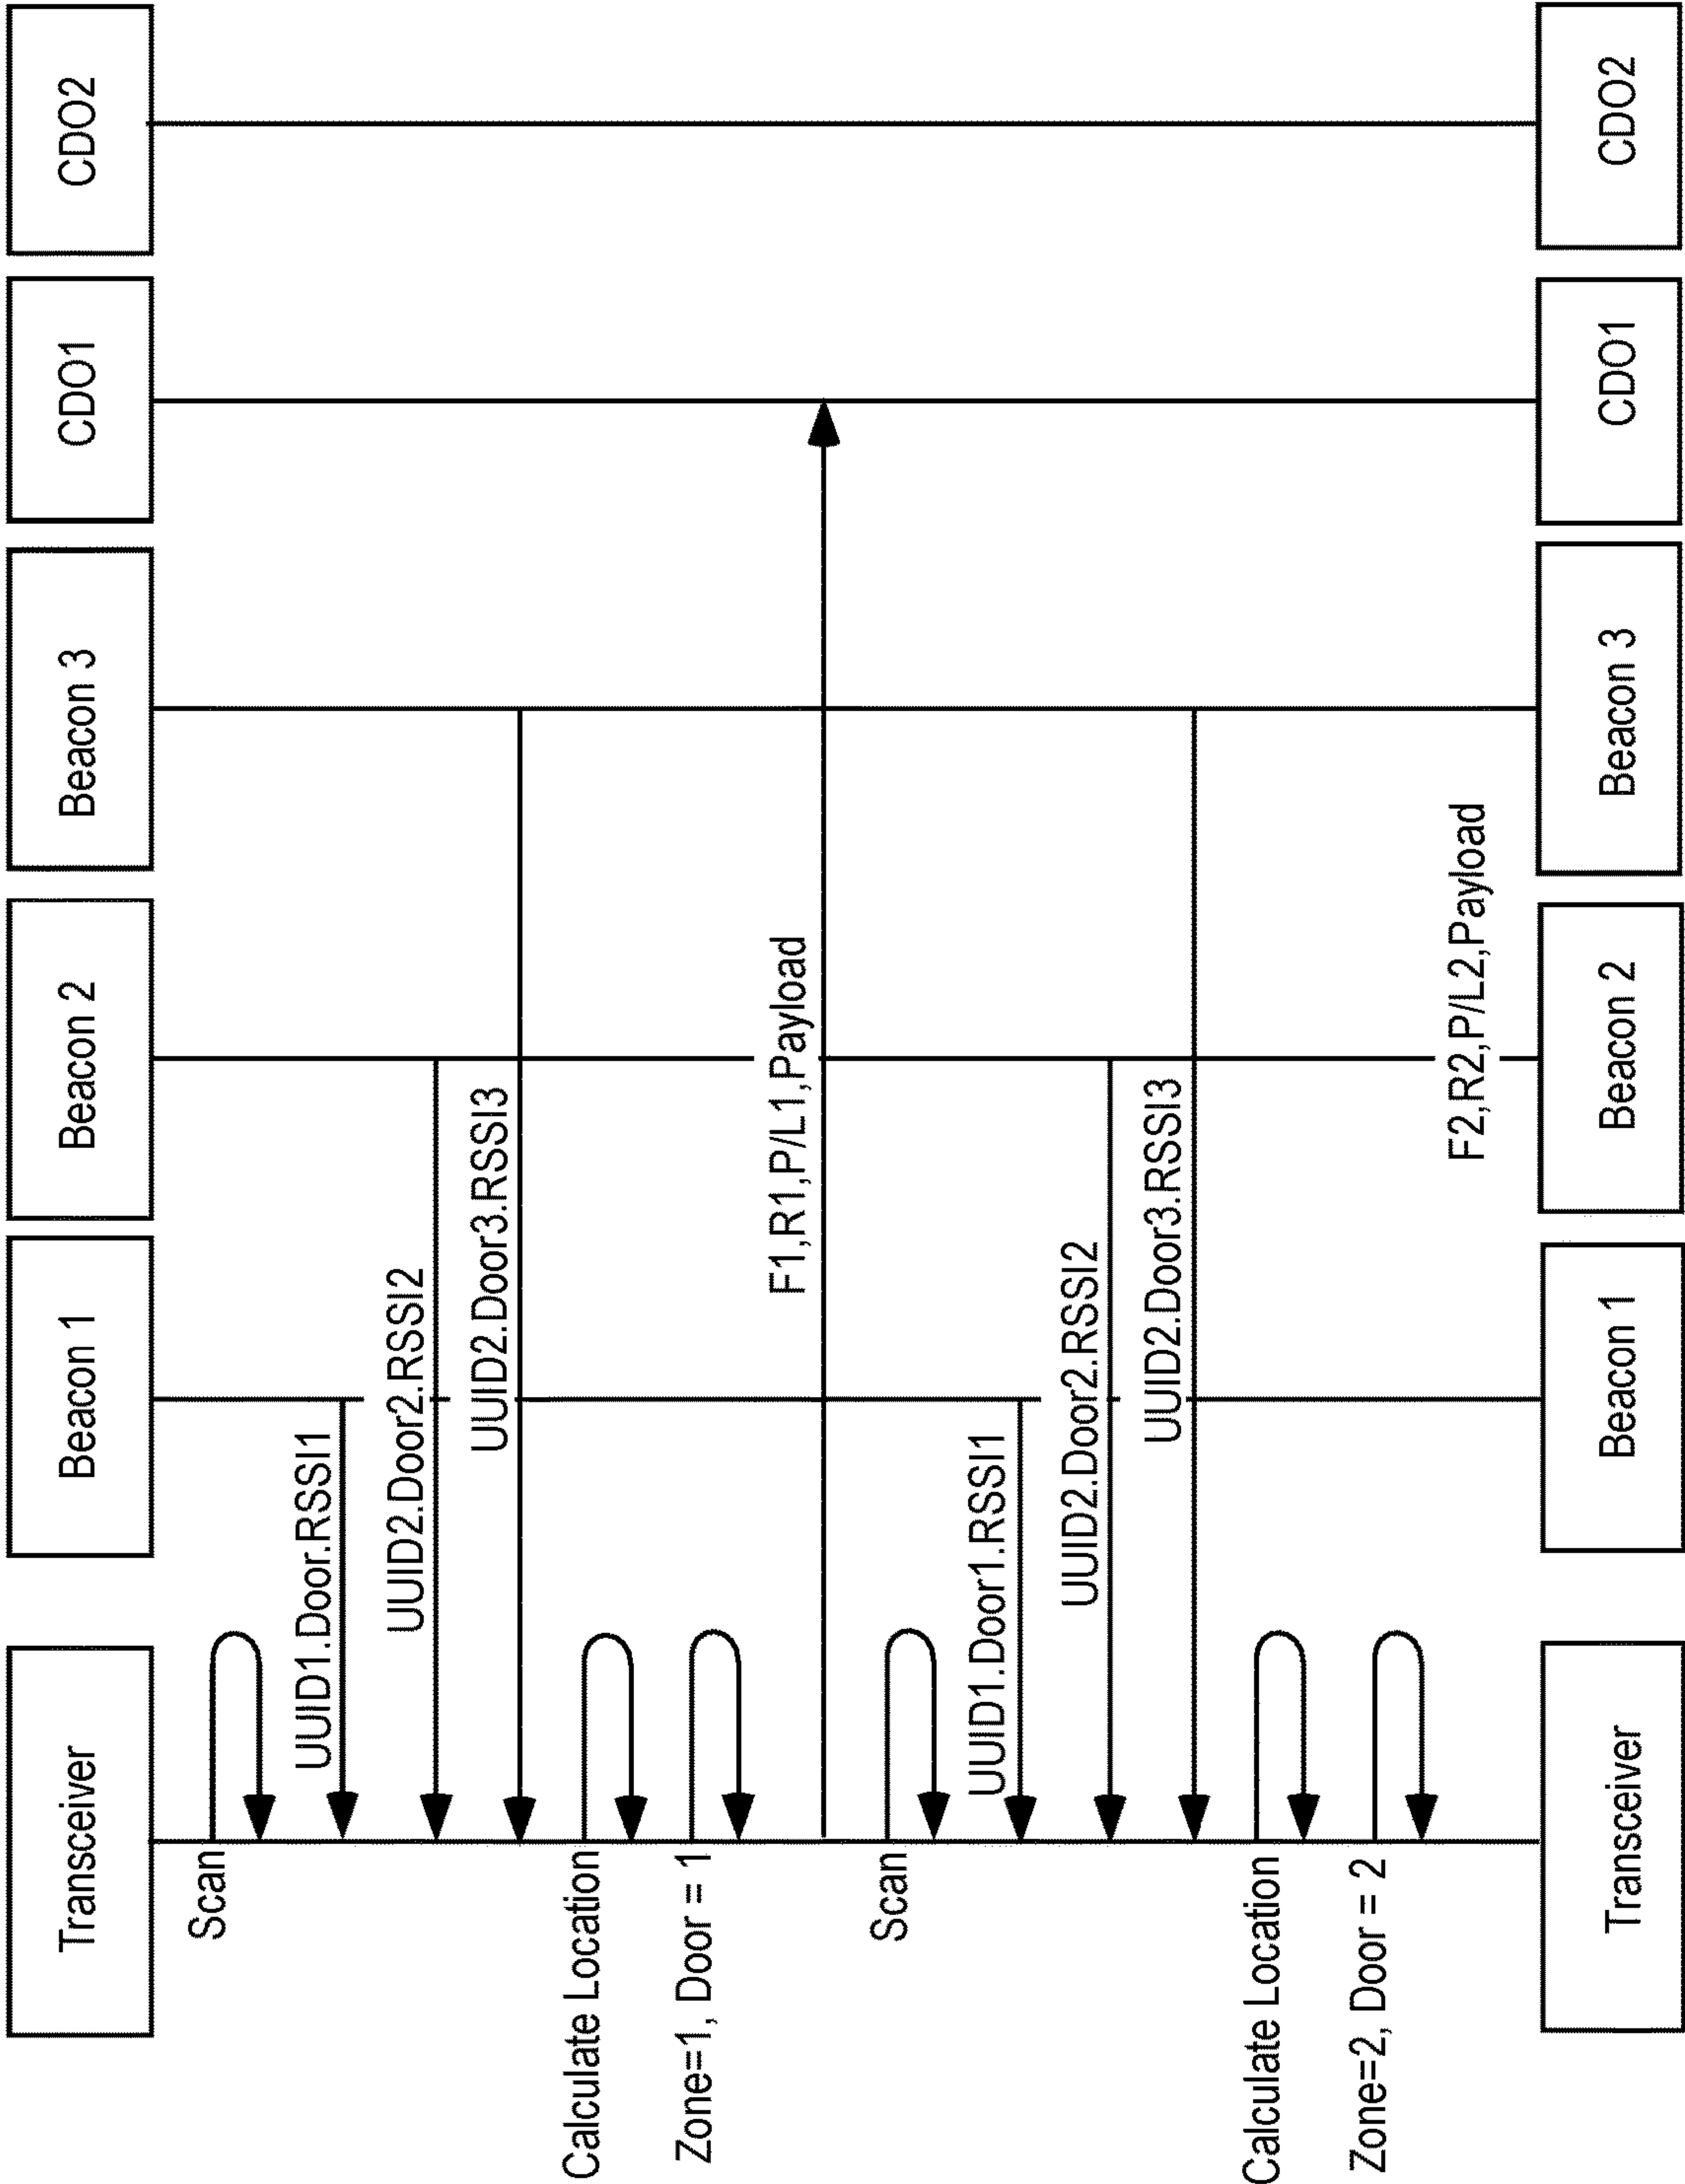 Transceiver
Beacon 1
Beacon 2
Beacon 3
CDO1
CDO2
Scan
UUID1.Door.RSSI1
UUID2.Door2.RSSI2
UUID2.Door3.RSSI3
Calculate Location
Zone=1, Door = 1
F1,R1,P/L1,Payload
Scan
UUID1.Door1.RSSI1
UUID2.Door2.RSSI2
UUID2.Door3.RSSI3
Calculate Location
Zone=2, Door = 2
F2,R2,P/L2,Payload
Transceiver
Beacon 1
Beacon 2
Beacon 3
CDO1
CDO2